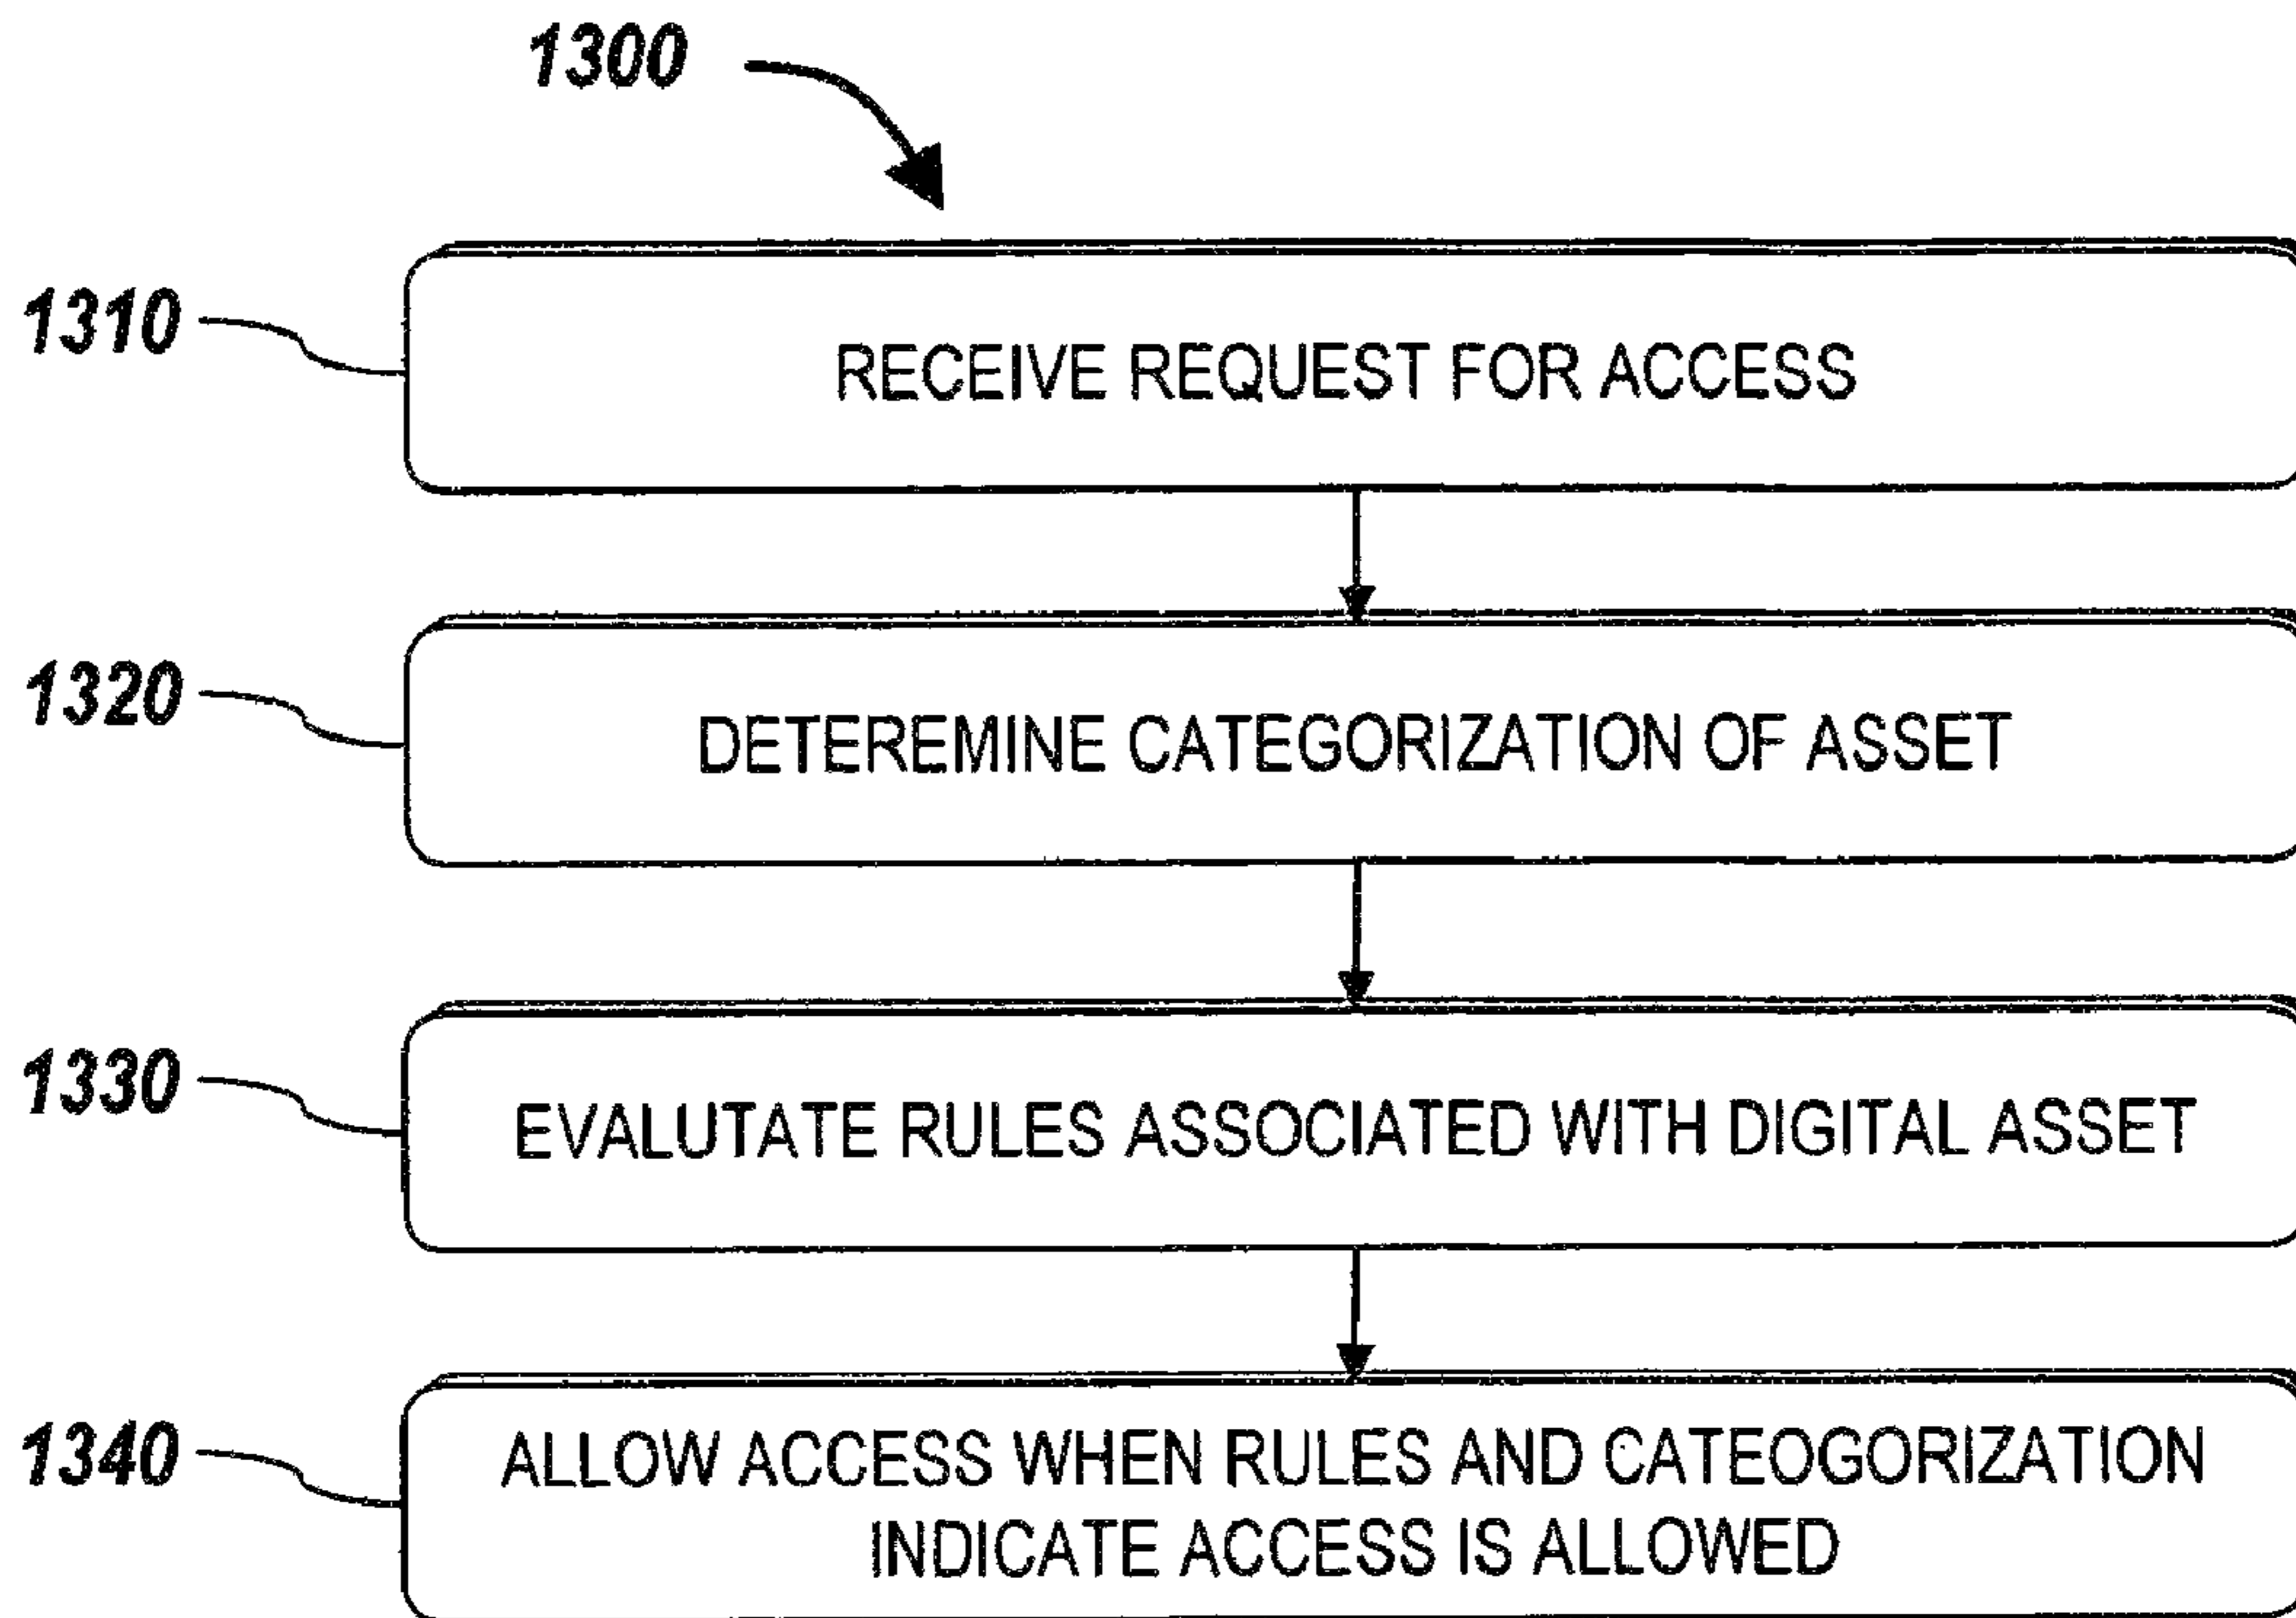 1300
1310
RECEIVE REQUEST FOR ACCESS
1320
DETEREMINE CATEGORIZATION OF ASSET
1330
EVALUTATE RULES ASSOCIATED WITH DIGITAL ASSET
1340
ALLOW ACCESS WHEN RULES AND CATEOGORIZATION
INDICATE ACCESS IS ALLOWED